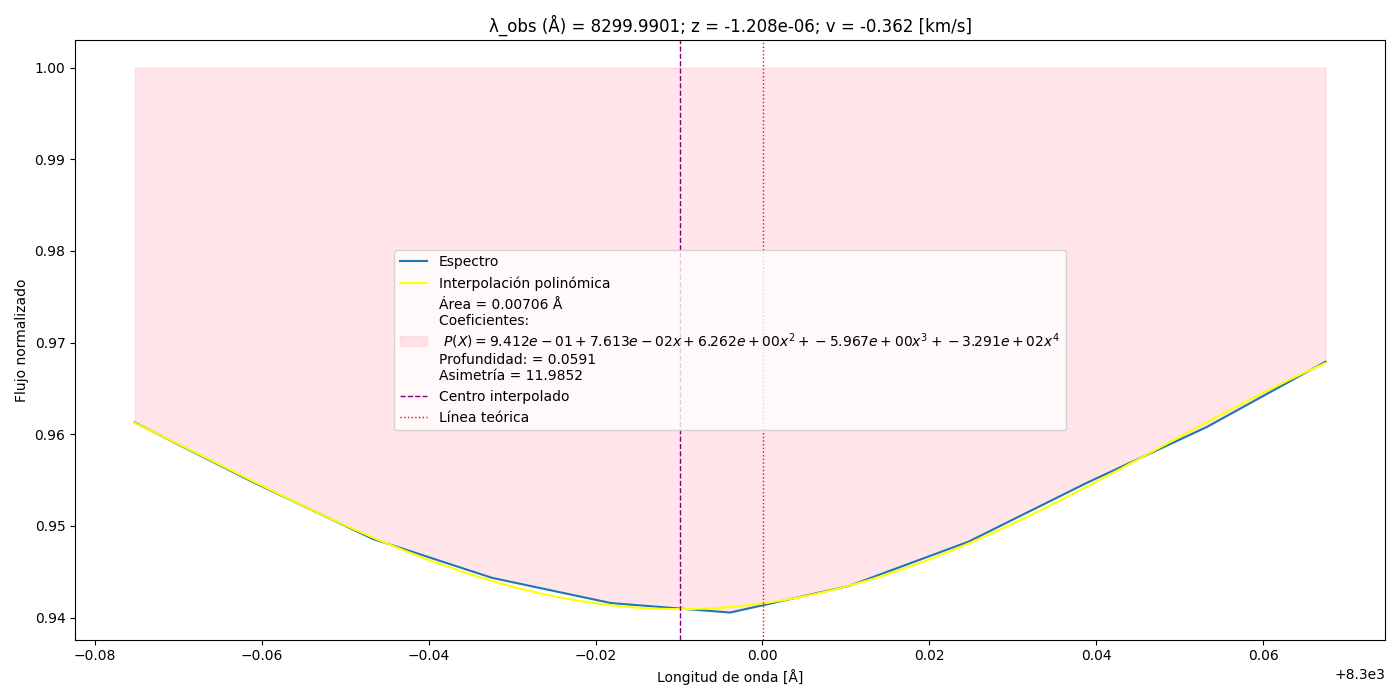 λ_obs (Å) = 8299.9901; z = -1.208e-06; v = -0.362 [km/s]
1.00
0.99
0.98
0.97
0.96
0.95
0.94
Flujo normalizado
Espectro
Interpolación polinómica
Área = 0.00706 Å
Coeficientes:
P(X) = 9.412e − 01 + 7.613e − 02x + 6.262e + 00x² + − 5.967e + 00x³ + − 3.291e + 02x⁴
Profundidad: = 0.0591
Asimetría = 11.9852
Centro interpolado
Línea teórica
−0.08 −0.06 −0.04 −0.02 0.00 0.02 0.04 0.06
+8.3e3
Longitud de onda [Å]